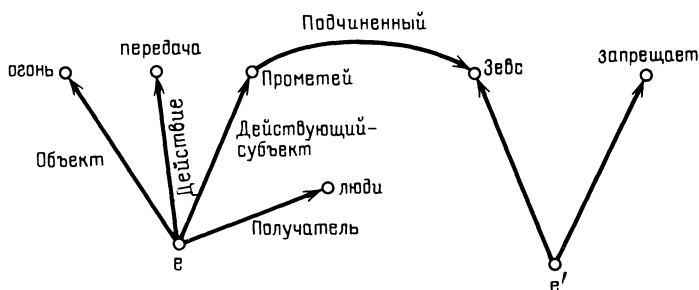 Подчиненный
огонь
передача
Прометей
Зевс
запрещает
Объект
Действие
Действующий-
субъект
люди
Получатель
e
e'